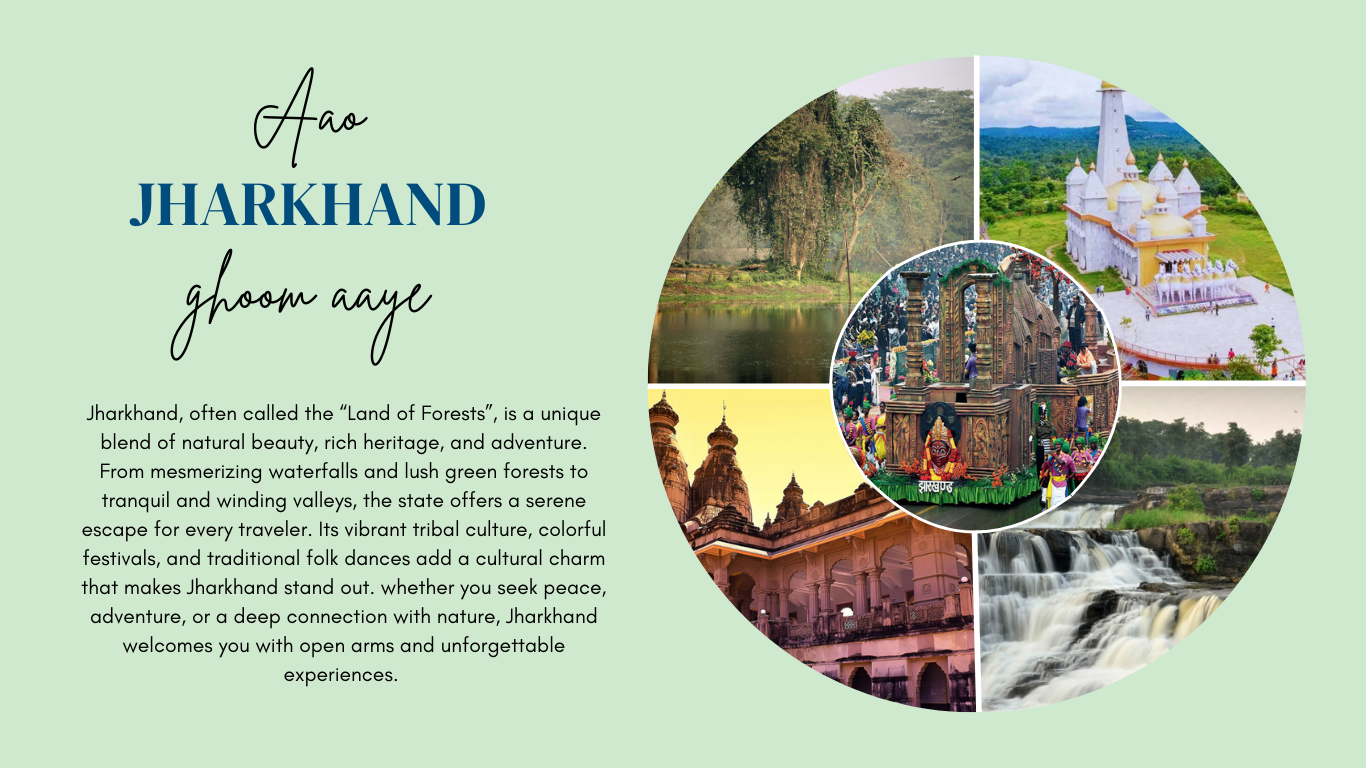 Aao
JHARKHAND
ghoom aaye
Jharkhand, often called the “Land of Forests”, is a unique
blend of natural beauty, rich heritage, and adventure.
From mesmerizing waterfalls and lush green forests to
tranquil and winding valleys, the state offers a serene
escape for every traveler. Its vibrant tribal culture, colorful
festivals, and traditional folk dances add a cultural charm
that makes Jharkhand stand out. whether you seek peace,
adventure, or a deep connection with nature, Jharkhand
welcomes you with open arms and unforgettable
experiences.
झारखण्ड